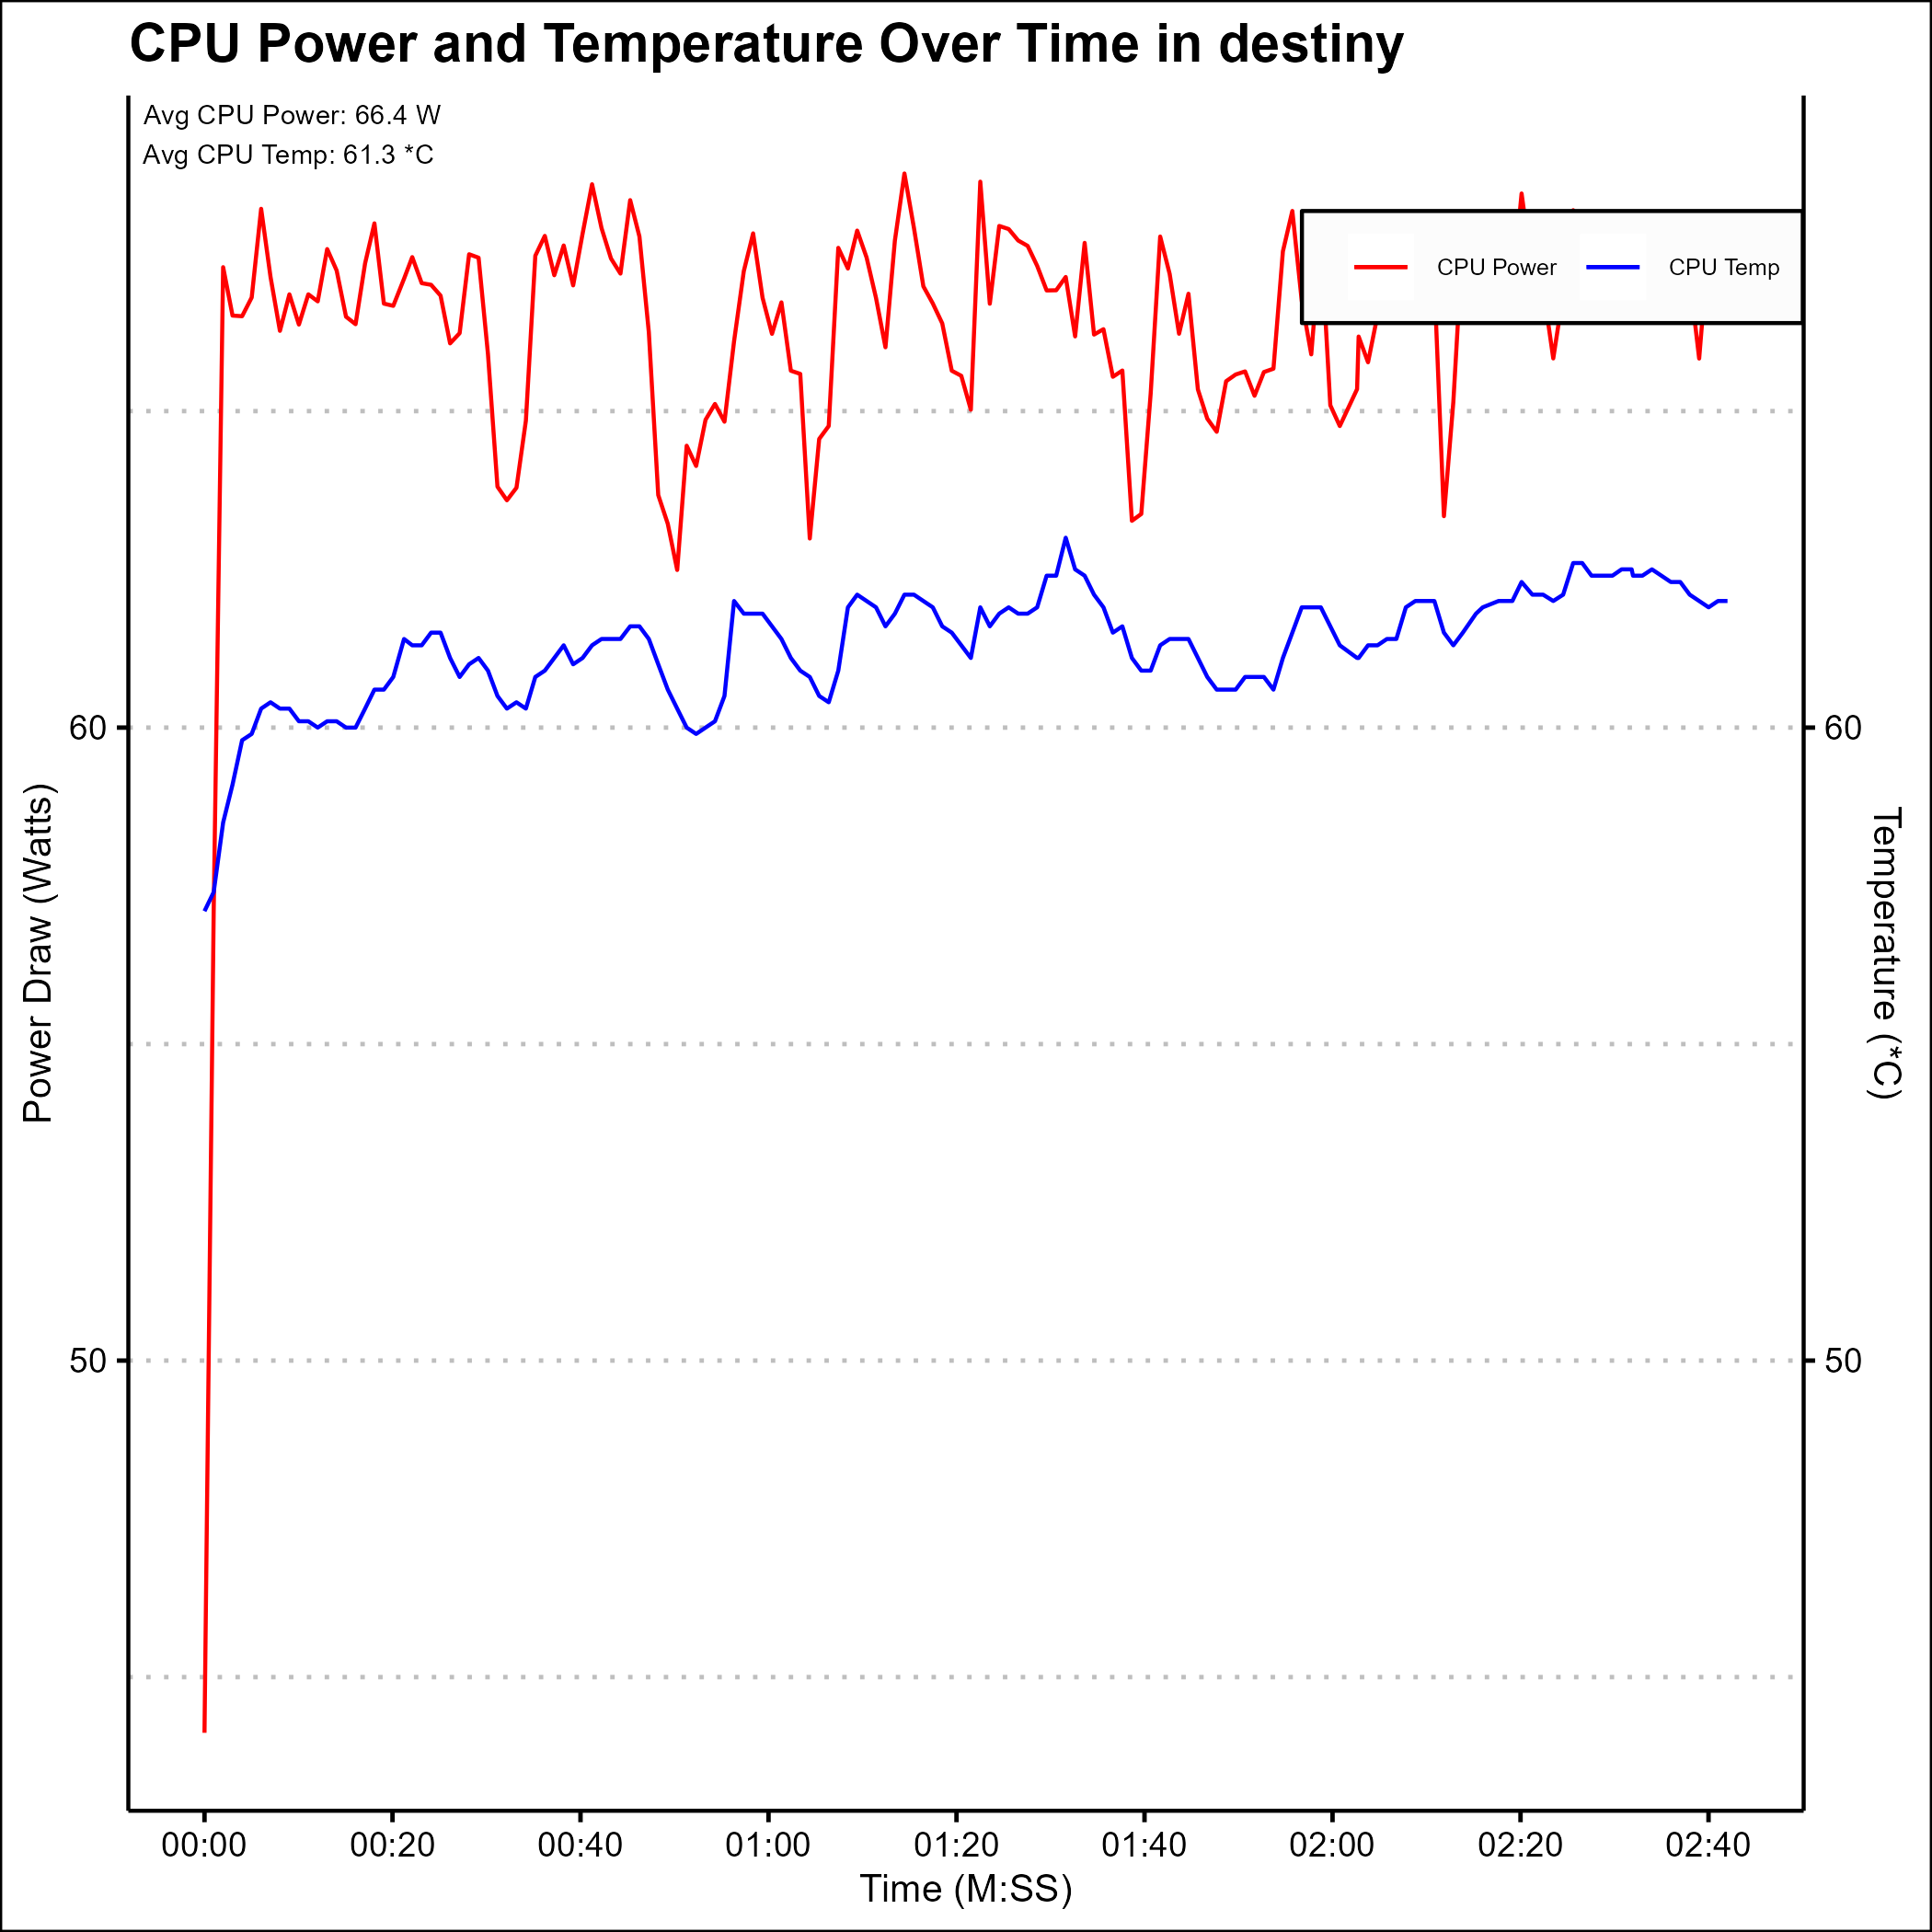 CPU Power and Temperature Over Time in destiny
Avg CPU Power: 66.4 W
Avg CPU Temp: 61.3 *C
CPU Power
CPU Temp
60
60
50
50
Power Draw (Watts)
Temperature (*C)
00:00
00:20
00:40
01:00
01:20
01:40
02:00
02:20
02:40
Time (M:SS)